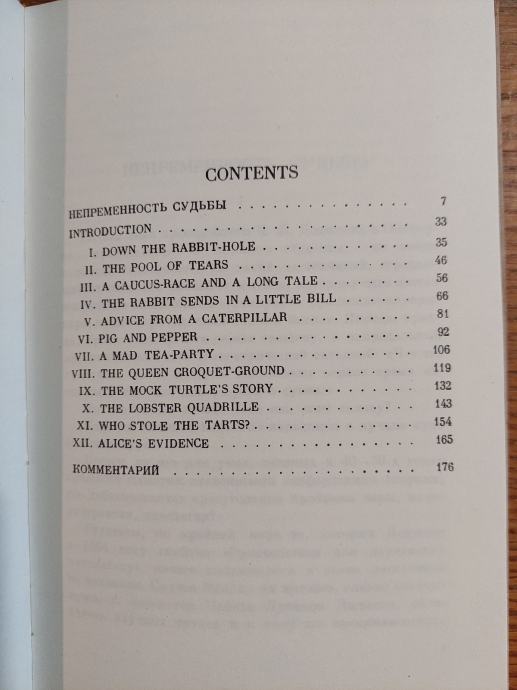 CONTENTS
НЕПРЕМЕННОСТЬ СУДЬБЫ . . . . . . . . . . . . 7
INTRODUCTION . . . . . . . . . . . . . . . . 33
I. DOWN THE RABBIT-HOLE . . . . . . . . . . . 35
II. THE POOL OF TEARS . . . . . . . . . . . . 46
III. A CAUCUS-RACE AND A LONG TALE . . . . . . . 56
IV. THE RABBIT SENDS IN A LITTLE BILL . . . . . . 66
V. ADVICE FROM A CATERPILLAR . . . . . . . . . 81
VI. PIG AND PEPPER . . . . . . . . . . . . . 92
VII. A MAD TEA-PARTY . . . . . . . . . . . . . 106
VIII. THE QUEEN CROQUET-GROUND . . . . . . . . . 119
IX. THE MOCK TURTLE'S STORY . . . . . . . . . . 132
X. THE LOBSTER QUADRILLE . . . . . . . . . . . 143
XI. WHO STOLE THE TARTS? . . . . . . . . . . . 154
XII. ALICE'S EVIDENCE . . . . . . . . . . . . . 165
КОММЕНТАРИЙ . . . . . . . . . . . . . . . . 176